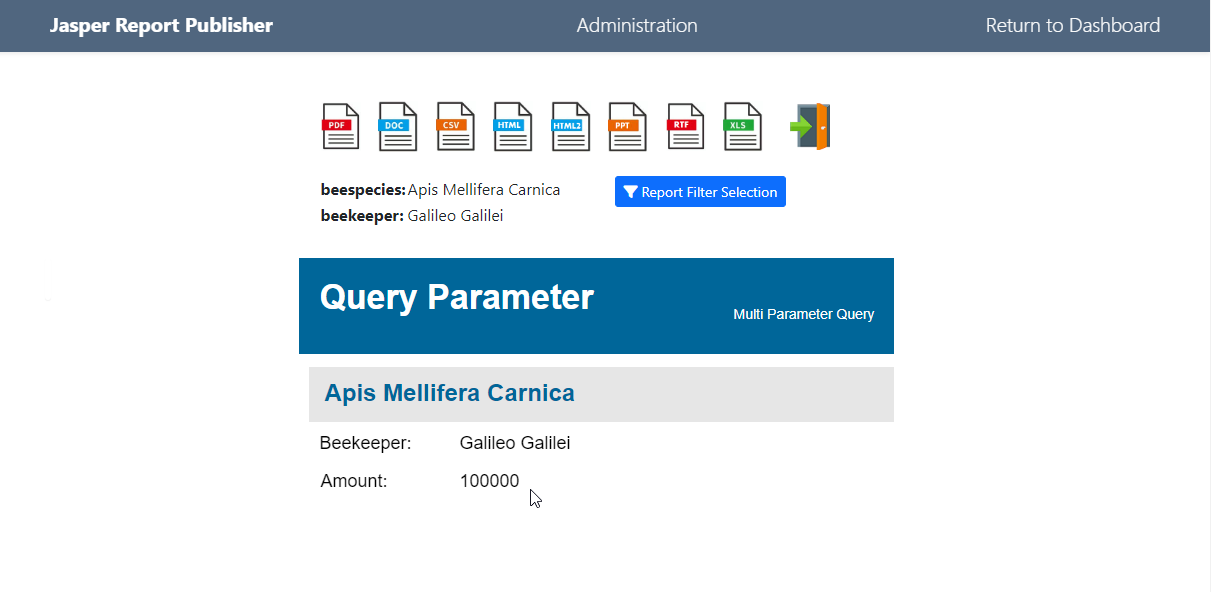 Jasper Report Publisher Administration Return to Dashboard
PDF DOC CSV HTML HTML2 PPT RTF XLS
beespecies: Apis Mellifera Carnica
Report Filter Selection
beekeeper: Galileo Galilei
Query Parameter
Multi Parameter Query
Apis Mellifera Carnica
Beekeeper: Galileo Galilei
Amount: 100000